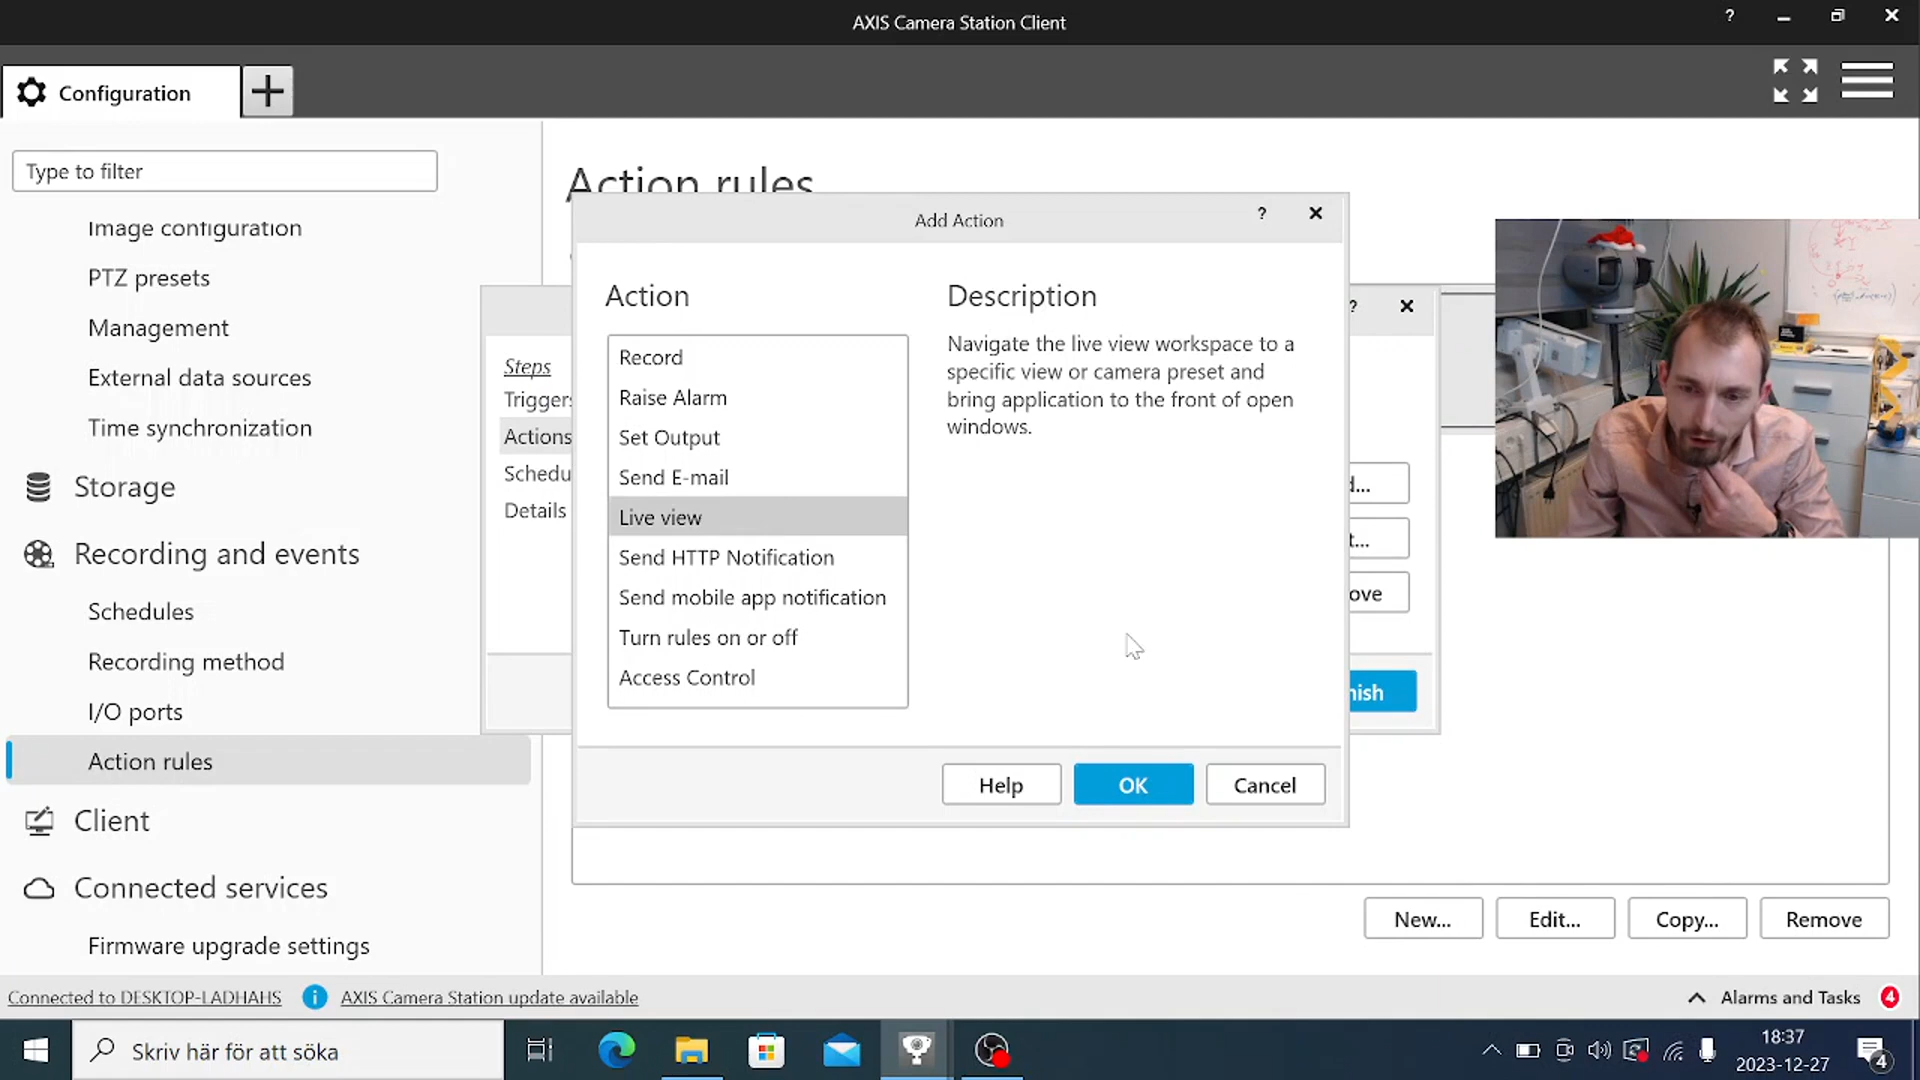 AXIS Camera Station Client
?
Configuration
Type to filter
Image configuration
PTZ presets
Management
External data sources
Time synchronization
Storage
Recording and events
Schedules
Recording method
I/O ports
Action rules
Client
Connected services
Firmware upgrade settings
Action rules
?
Steps
Triggers
Actions
Schedu
Details
d...
t...
ove
nish
Add Action
?
Action
Record
Raise Alarm
Set Output
Send E-mail
Live view
Send HTTP Notification
Send mobile app notification
Turn rules on or off
Access Control
Description
Navigate the live view workspace to a
specific view or camera preset and
bring application to the front of open
windows.
Help
OK
Cancel
New...
Edit...
Copy...
Remove
Connected to DESKTOP-LADHAHS
AXIS Camera Station update available
Alarms and Tasks
4
Skriv här för att söka
18:37
2023-12-27
4